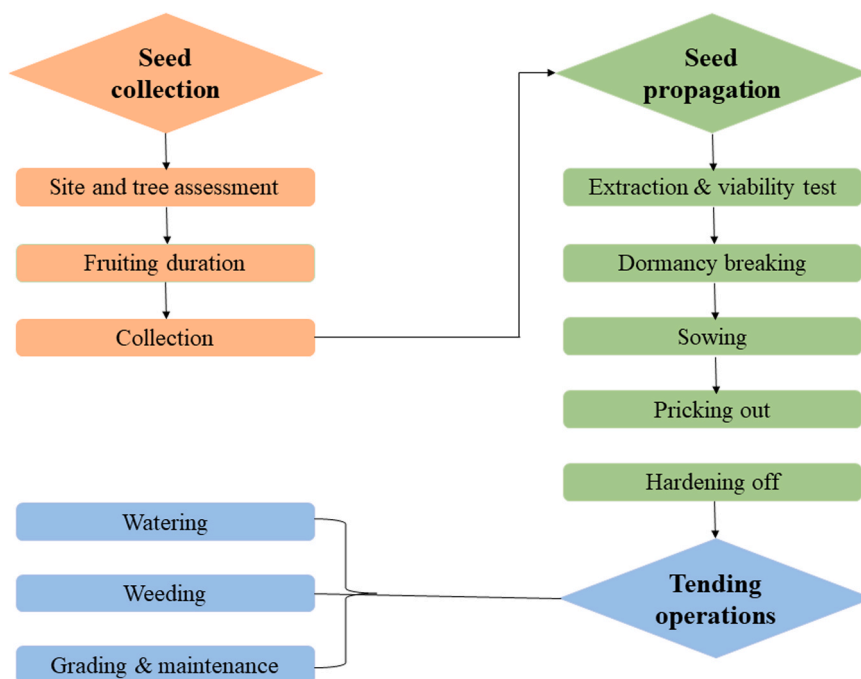 Seed
collection
Site and tree assessment
Fruiting duration
Collection
Seed
propagation
Extraction & viability test
Dormancy breaking
Sowing
Pricking out
Hardening off
Tending
operations
Watering
Weeding
Grading & maintenance